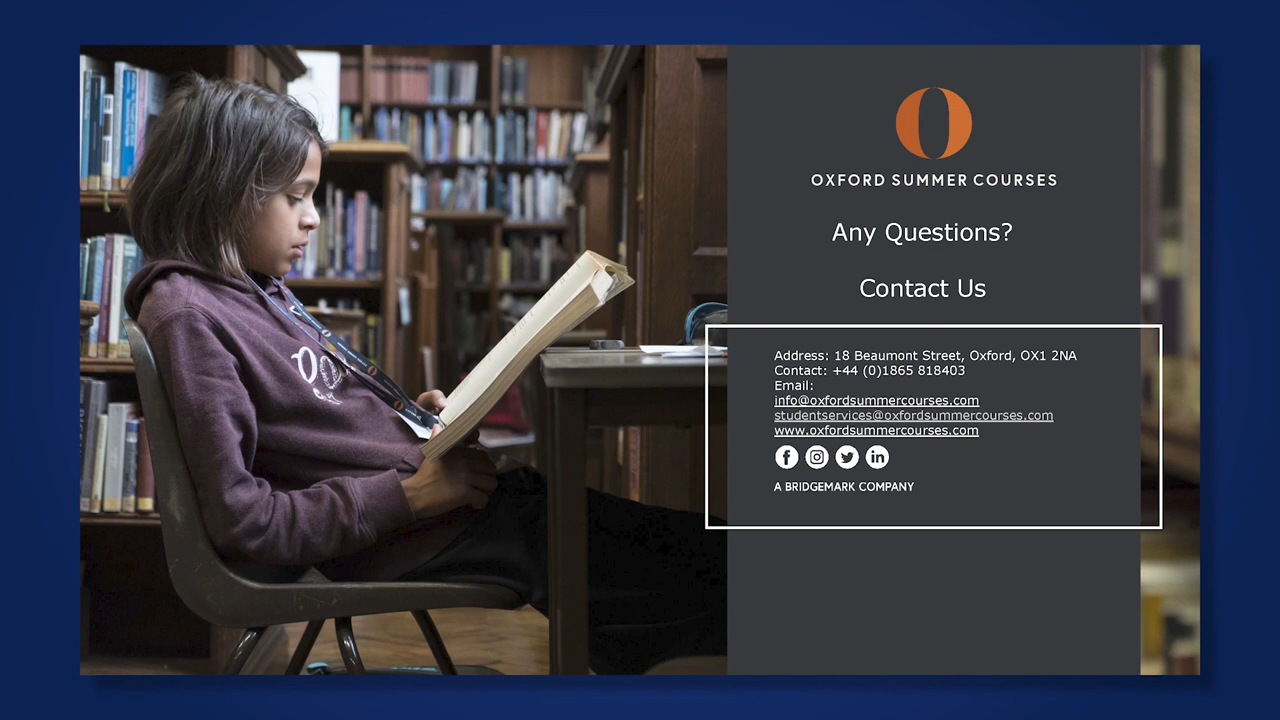 OXFORD SUMMER COURSES
Any Questions?
Contact Us
Address: 18 Beaumont Street, Oxford, OX1 2NA
Contact: +44 (0)1865 818403
Email:
info@oxfordsummercourses.com
studentservices@oxfordsummercourses.com
www.oxfordsummercourses.com
A BRIDGEMARK COMPANY